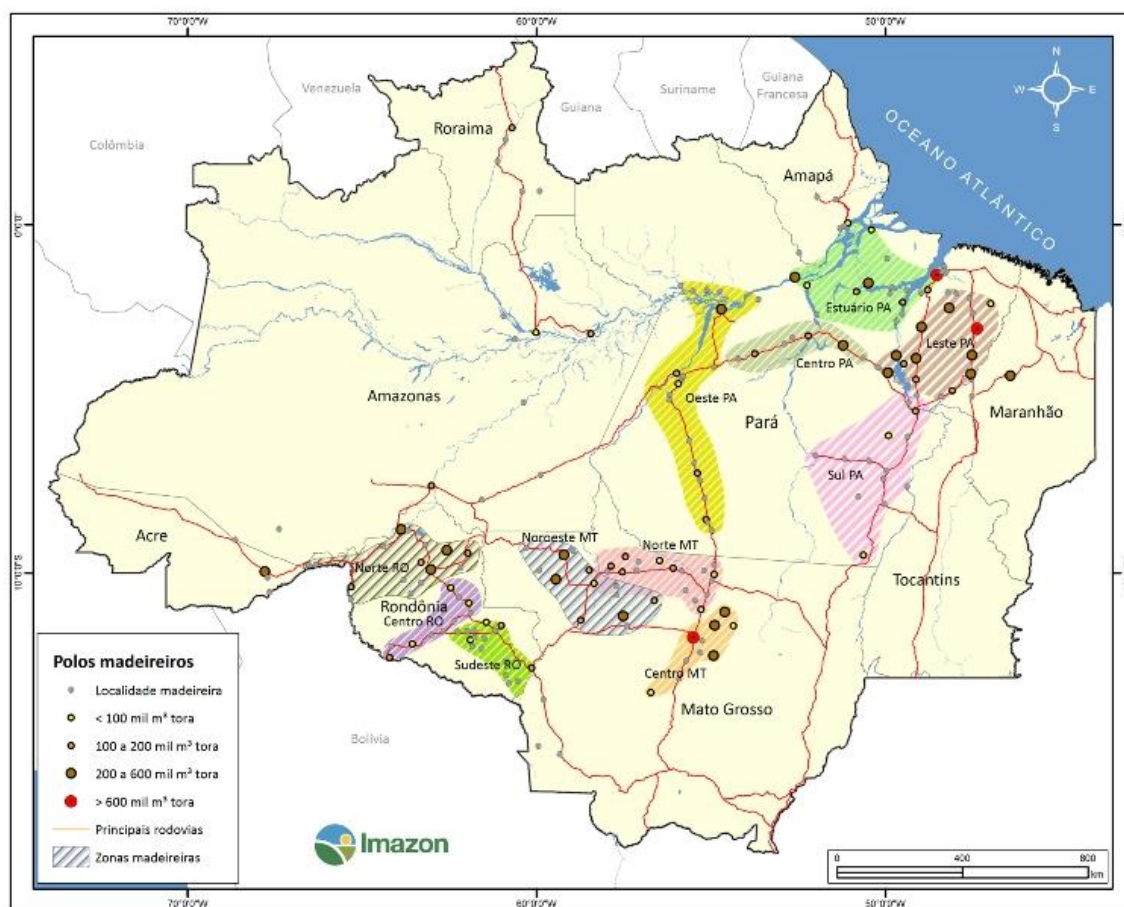 70°0'0"W 60°0'0"W 50°0'0"W
Venezuela
Guiana
Suriname
Guiana
Francesa
Colômbia
Roraima
Amapá
OCEANO ATLÂNTICO
N
W E
S
0°0'0"
Estuário PA
Leste PA
Centro PA
Oeste PA
Amazonas
Pará
Maranhão
Sul PA
Acre
Noroeste MT
Norte MT
Norte RO
Tocantins
Rondônia
Centro RO
Sudeste RO
Centro MT
Mato Grosso
Bolívia
10°0'0"S
Polos madeireiros
Localidade madeireira
< 100 mil m³ tora
100 a 200 mil m³ tora
200 a 600 mil m³ tora
> 600 mil m³ tora
Principais rodovias
Zonas madeireiras
Imazon
0 400 800
km
70°0'0"W 60°0'0"W 50°0'0"W